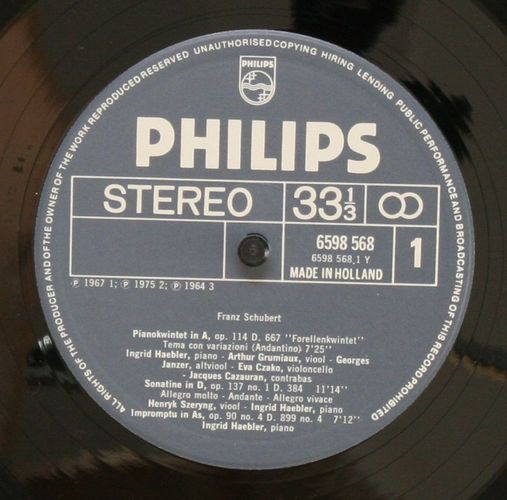 ALL RIGHTS OF THE PRODUCER AND OF THE OWNER OF THE WORK REPRODUCED RESERVED UNAUTHORISED COPYING HIRING LENDING PUBLIC PERFORMANCE AND BROADCASTING OF THIS RECORD PROHIBITED
PHILIPS
PHILIPS
STEREO 33 1/3
6598 568
6598 568.1 Y
MADE IN HOLLAND
1
Ⓟ 1967 1; Ⓟ 1975 2; Ⓟ 1964 3
Franz Schubert
Pianokwintet in A, op. 114 D. 667 "Forellenkwintet"
Tema con variazioni (Andantino) 7'25"
Ingrid Haebler, piano - Arthur Grumiaux, viool - Georges
Janzer, altviool - Eva Czako, violoncello
- Jacques Cazauran, contrabas
Sonatine in D, op. 137 no. 1 D. 384 11'14"
Allegro molto - Andante - Allegro vivace
Henryk Szeryng, viool - Ingrid Haebler, piano
Impromptu in As, op. 90 no. 4 D. 899 no. 4 7'12"
Ingrid Haebler, piano